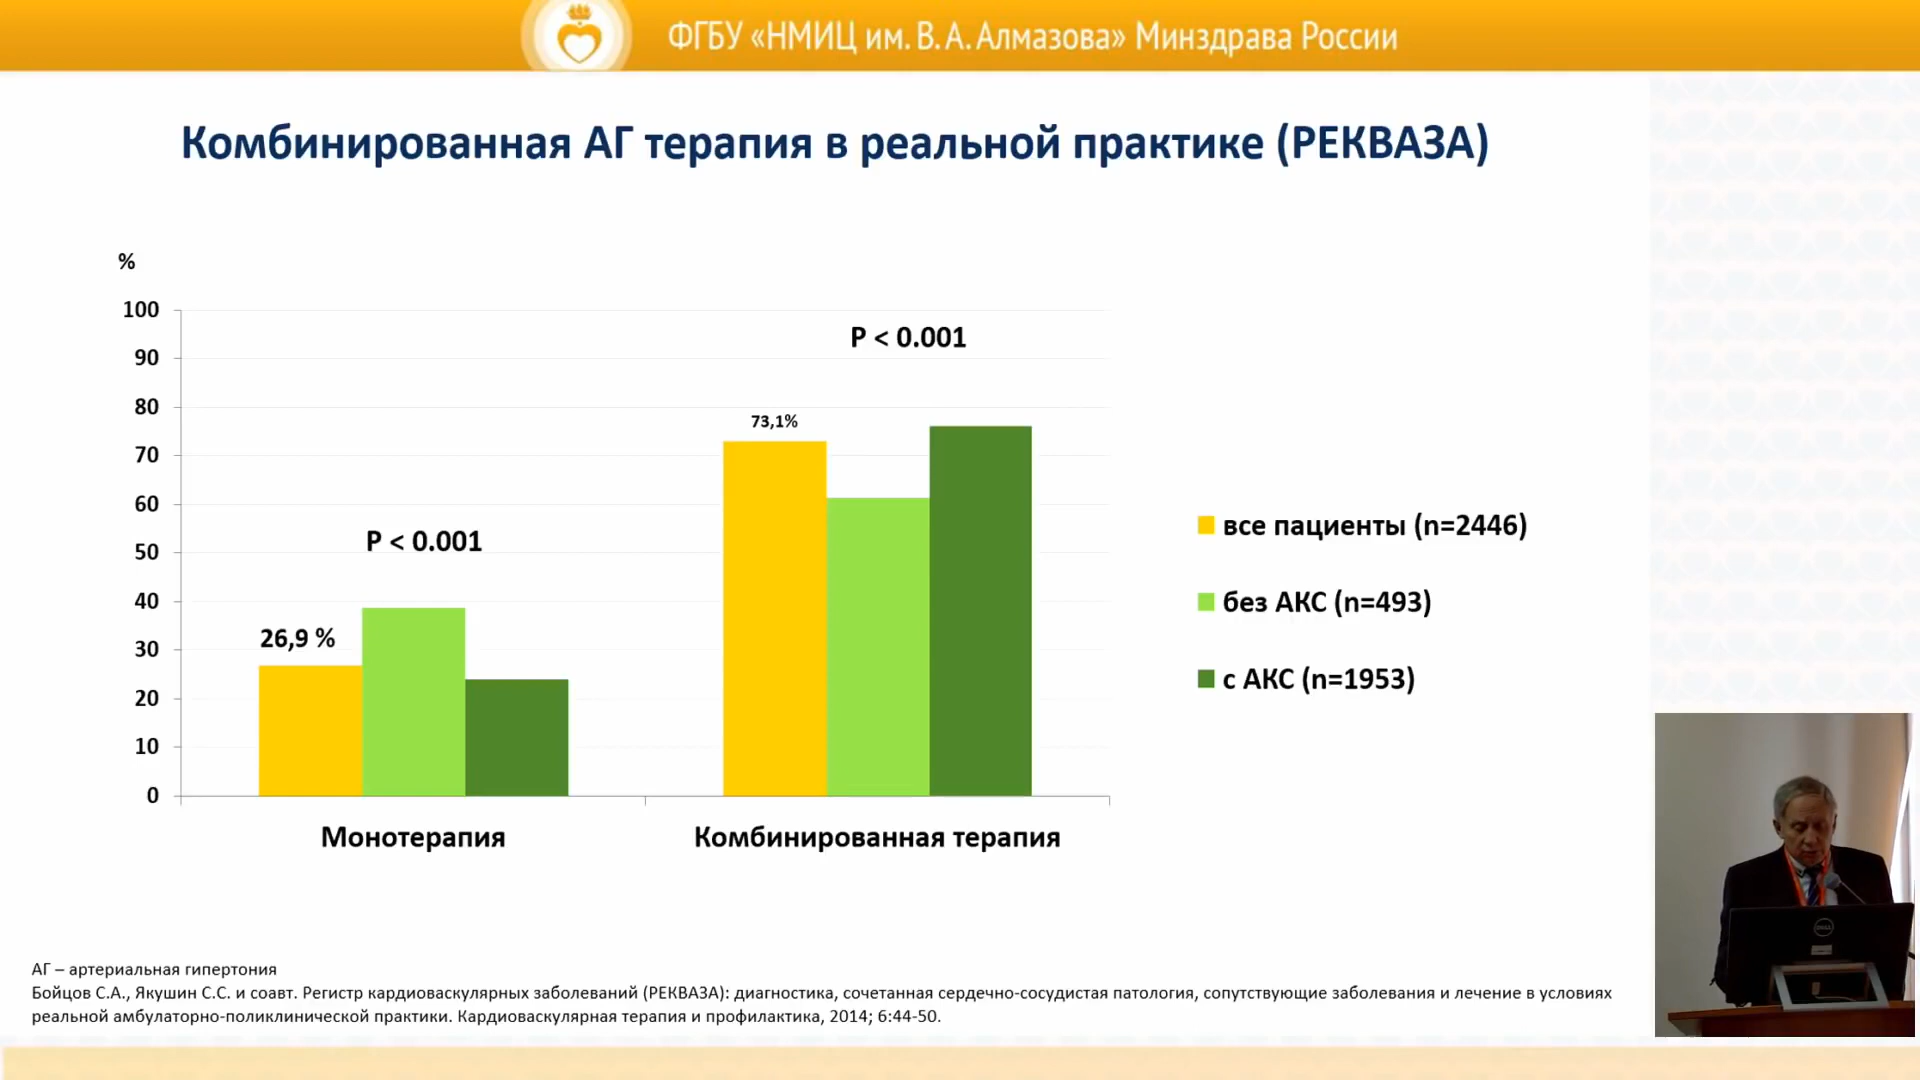 ФГБУ «НМИЦ им. В. А. Алмазова» Минздрава России
Комбинированная АГ терапия в реальной практике (РЕКВАЗА)
%
100
90
80
70
60
50
40
30
20
10
0
P < 0.001
P < 0.001
73,1%
26,9 %
Монотерапия
Комбинированная терапия
все пациенты (n=2446)
без АКС (n=493)
с АКС (n=1953)
DELL
АГ – артериальная гипертония
Бойцов С.А., Якушин С.С. и соавт. Регистр кардиоваскулярных заболеваний (РЕКВАЗА): диагностика, сочетанная сердечно-сосудистая патология, сопутствующие заболевания и лечение в условиях
реальной амбулаторно-поликлинической практики. Кардиоваскулярная терапия и профилактика, 2014; 6:44-50.